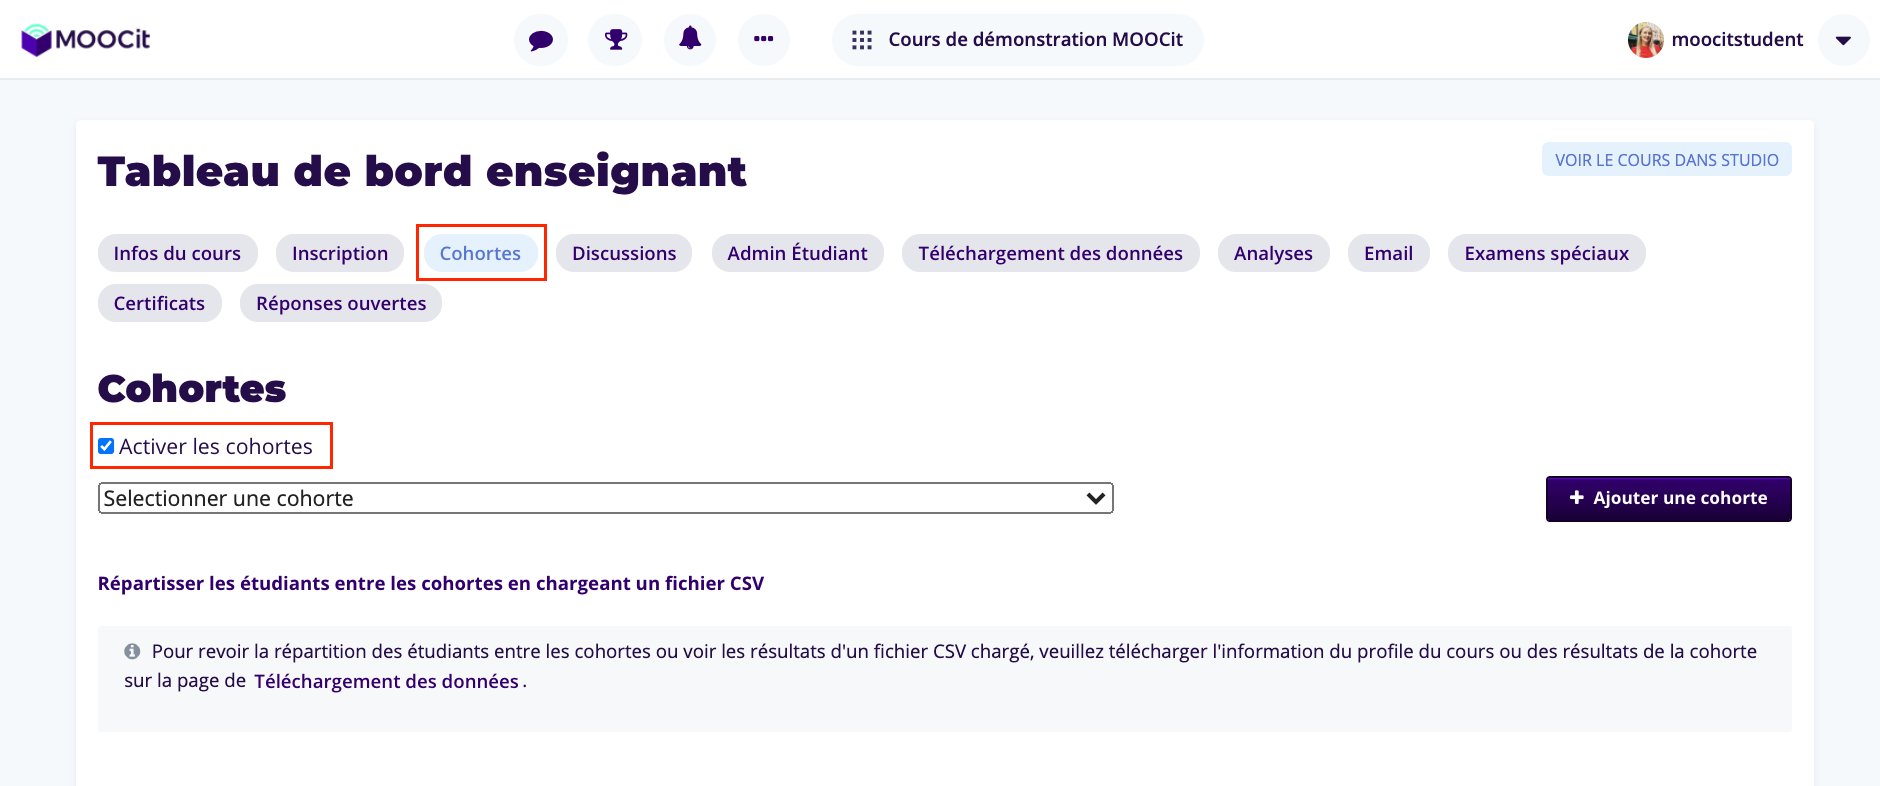 MOOCit
Cours de démonstration MOOCit
moocitstudent
Tableau de bord enseignant
VOIR LE COURS DANS STUDIO
Infos du cours
Inscription
Cohortes
Discussions
Admin Étudiant
Téléchargement des données
Analyses
Email
Examens spéciaux
Certificats
Réponses ouvertes
Cohortes
Activer les cohortes
Selectionner une cohorte
+ Ajouter une cohorte
Répartisser les étudiants entre les cohortes en chargeant un fichier CSV
Pour revoir la répartition des étudiants entre les cohortes ou voir les résultats d'un fichier CSV chargé, veuillez télécharger l'information du profile du cours ou des résultats de la cohorte
sur la page de Téléchargement des données .